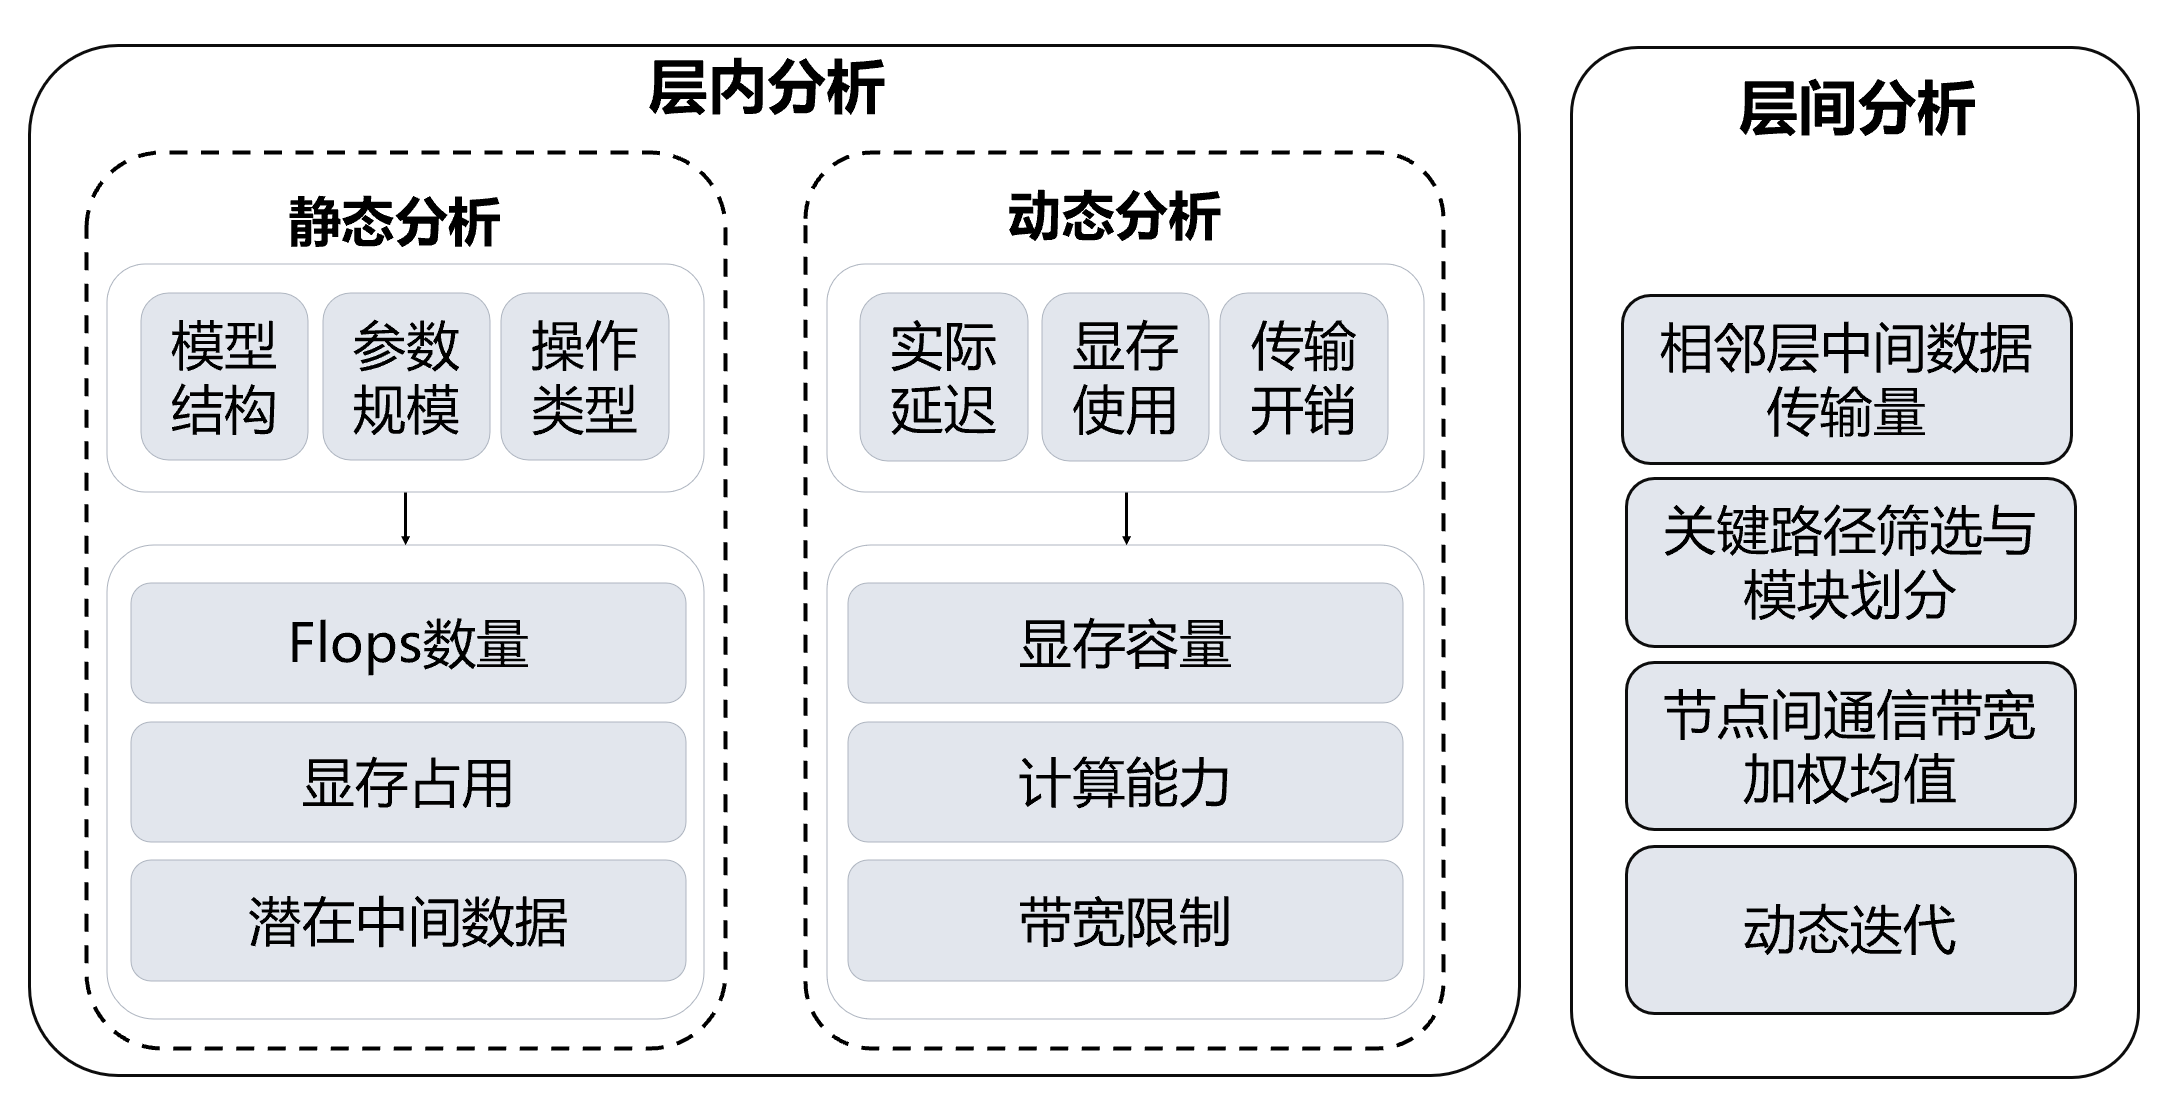 层内分析
静态分析
模型
结构
参数
规模
操作
类型
Flops数量
显存占用
潜在中间数据
动态分析
实际
延迟
显存
使用
传输
开销
显存容量
计算能力
带宽限制
层间分析
相邻层中间数据
传输量
关键路径筛选与
模块划分
节点间通信带宽
加权均值
动态迭代